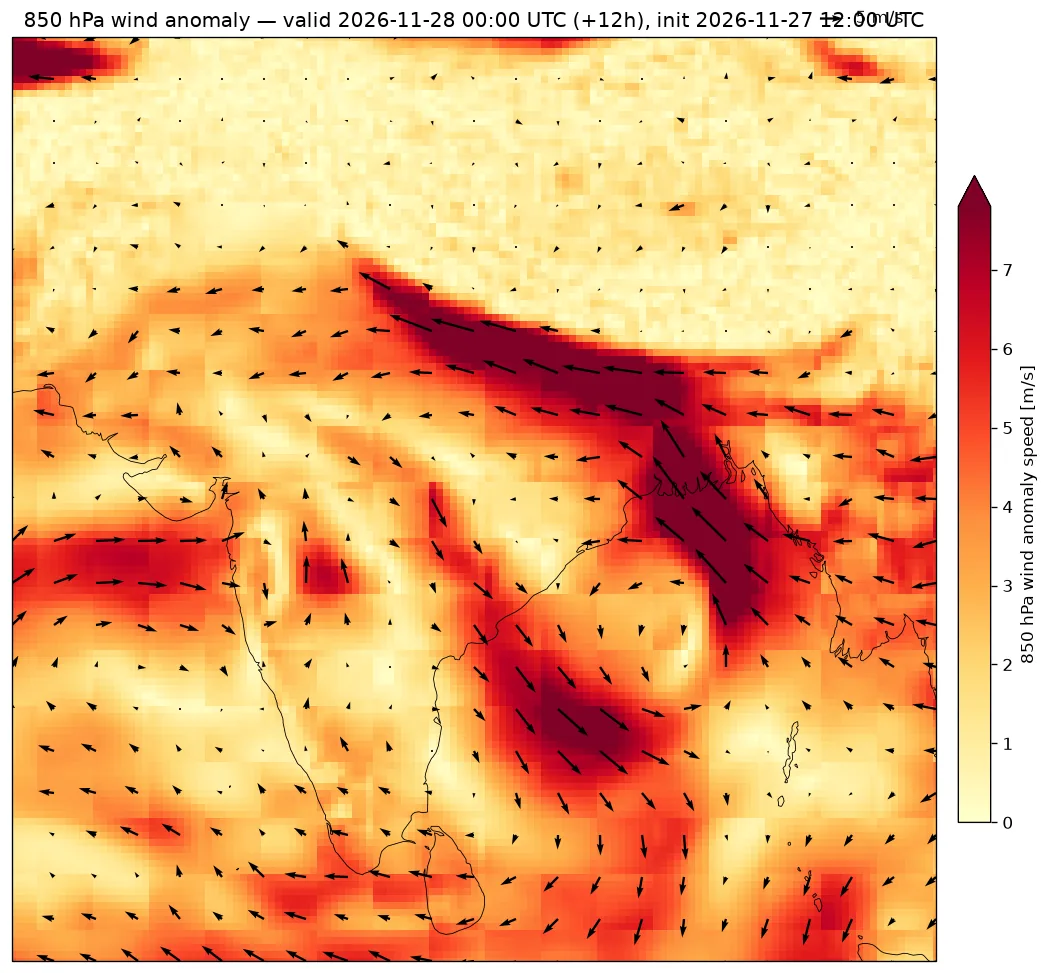 850 hPa wind anomaly — valid 2026-11-28 00:00 UTC (+12h), init 2026-11-27 12:00 UTC
5 m/s
7
6
5
4
3
2
1
0
850 hPa wind anomaly speed [m/s]